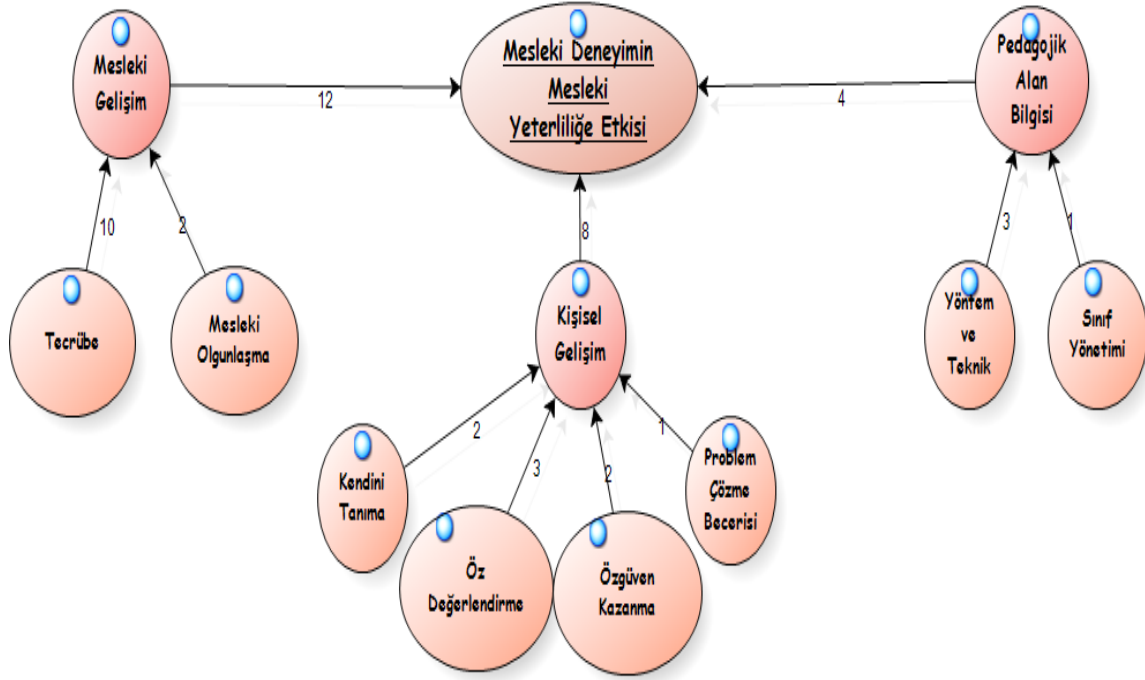 Mesleki
Gelişim
Mesleki Deneyimin
Mesleki
Yeterliliğe Etkisi
Pedagojik
Alan
Bilgisi
12
4
10
2
8
3
1
Tecrübe
Mesleki
Olgunlaşma
Kişisel
Gelişim
Yöntem
ve
Teknik
Sınıf
Yönetimi
2
3
2
1
Kendini
Tanıma
Öz
Değerlendirme
Özgüven
Kazanma
Problem
Çözme
Becerisi